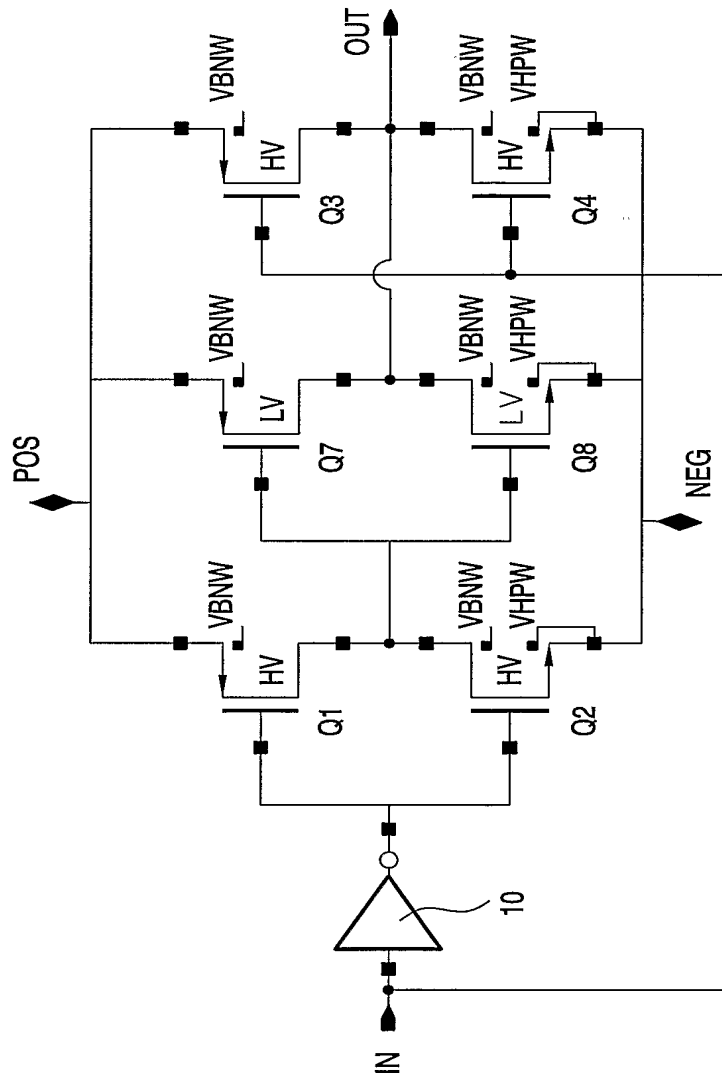 POS
VBNW
HV
Q1
VBNW
LV
Q7
VBNW
HV
Q3
OUT
IN
10
VBNW
VHPW
HV
Q2
VBNW
VHPW
LV
Q8
VBNW
VHPW
HV
Q4
NEG